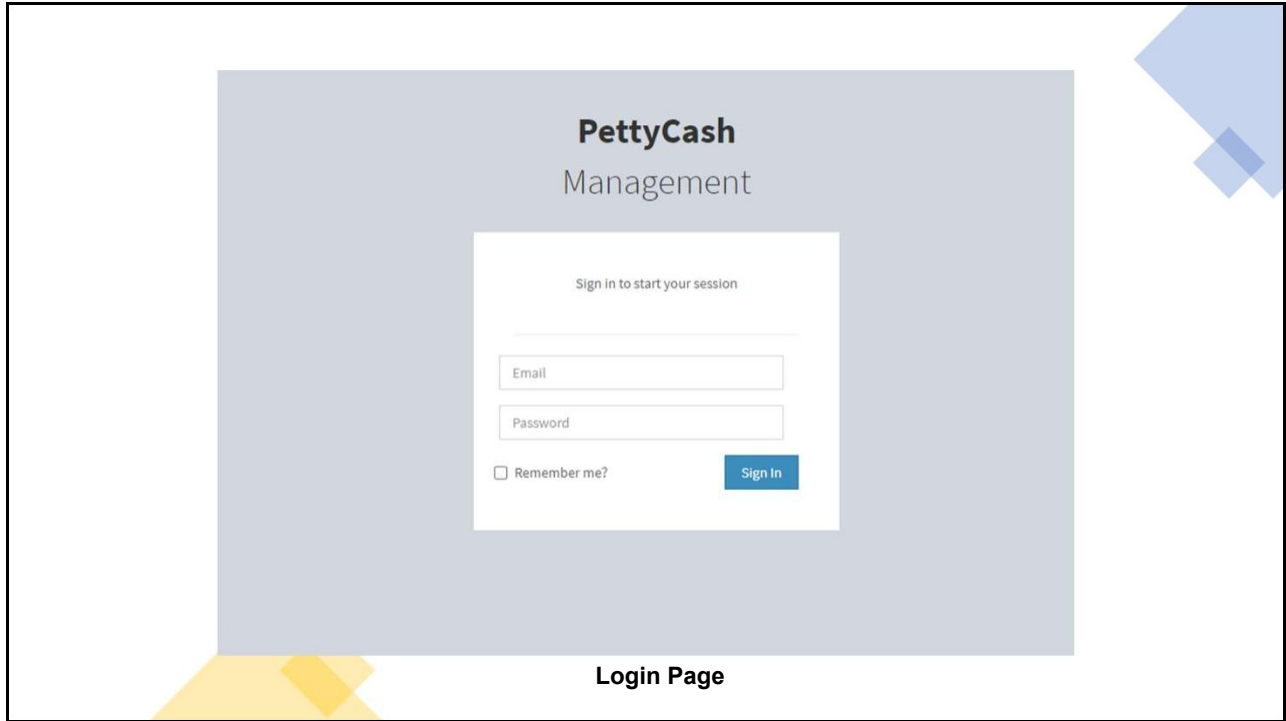 PettyCash
Management
Sign in to start your session
Email
Password
Remember me?
Sign In
Login Page